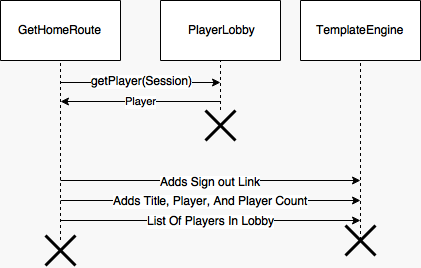 GetHomeRoute
PlayerLobby
TemplateEngine
getPlayer(Session)
Player
Adds Sign out Link
Adds Title, Player, And Player Count
List Of Players In Lobby